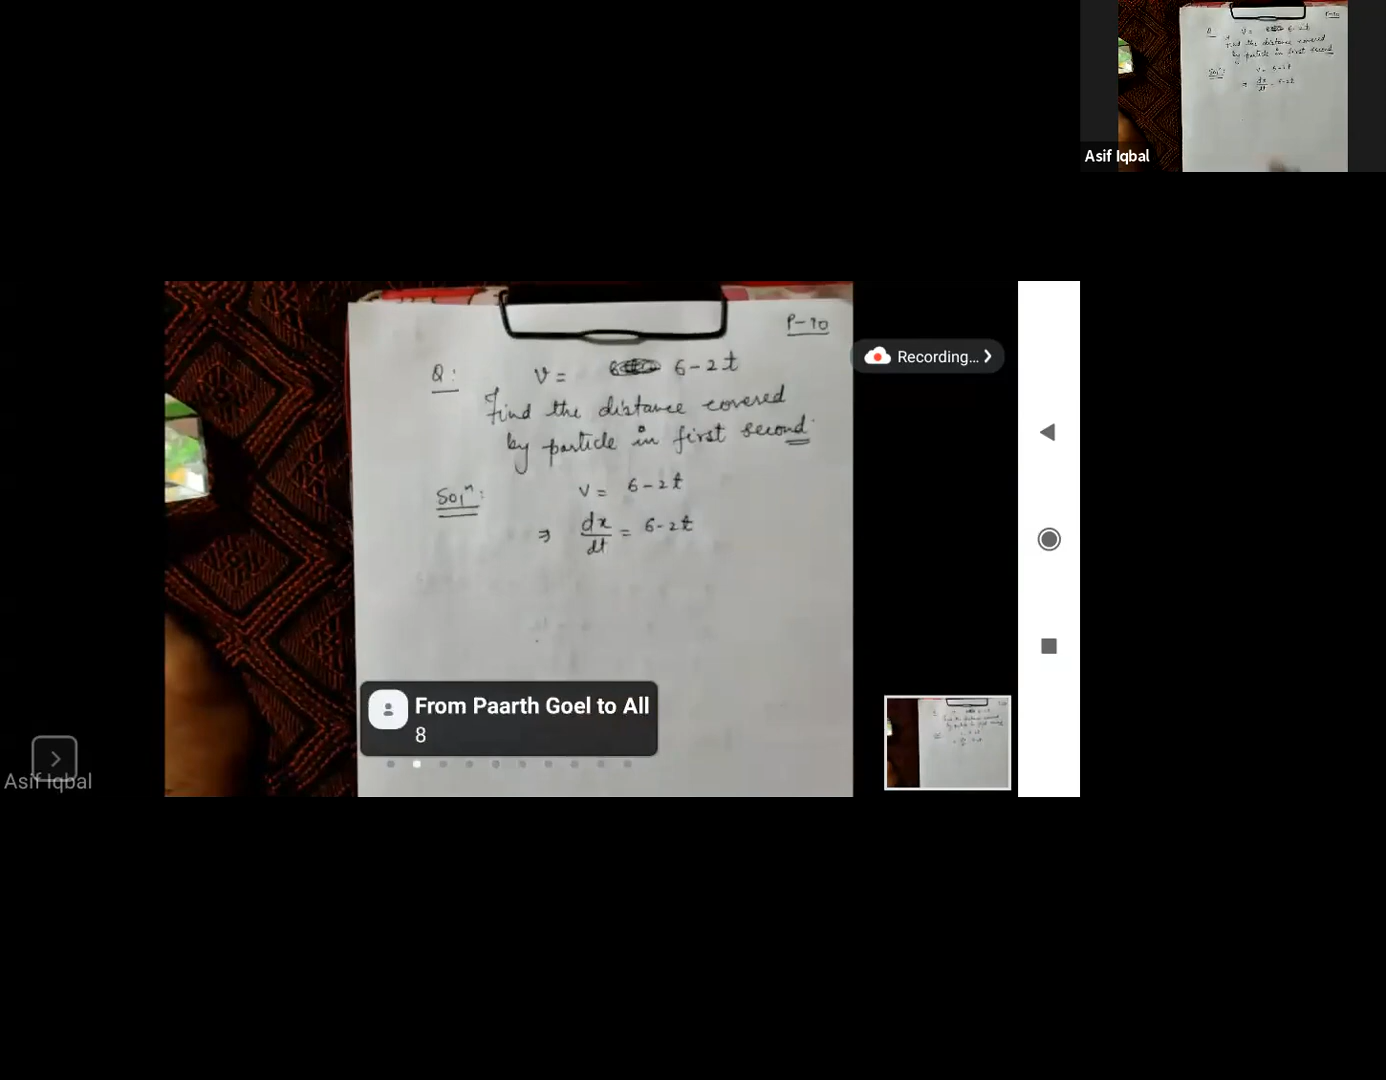 Asif Iqbal
P-10
Q: v = 6-2t
Find the distance covered
by particle in first second.
Solⁿ: v = 6-2t
⇒ dx/dt = 6-2t
Recording...
From Paarth Goel to All
8
Asif Iqbal